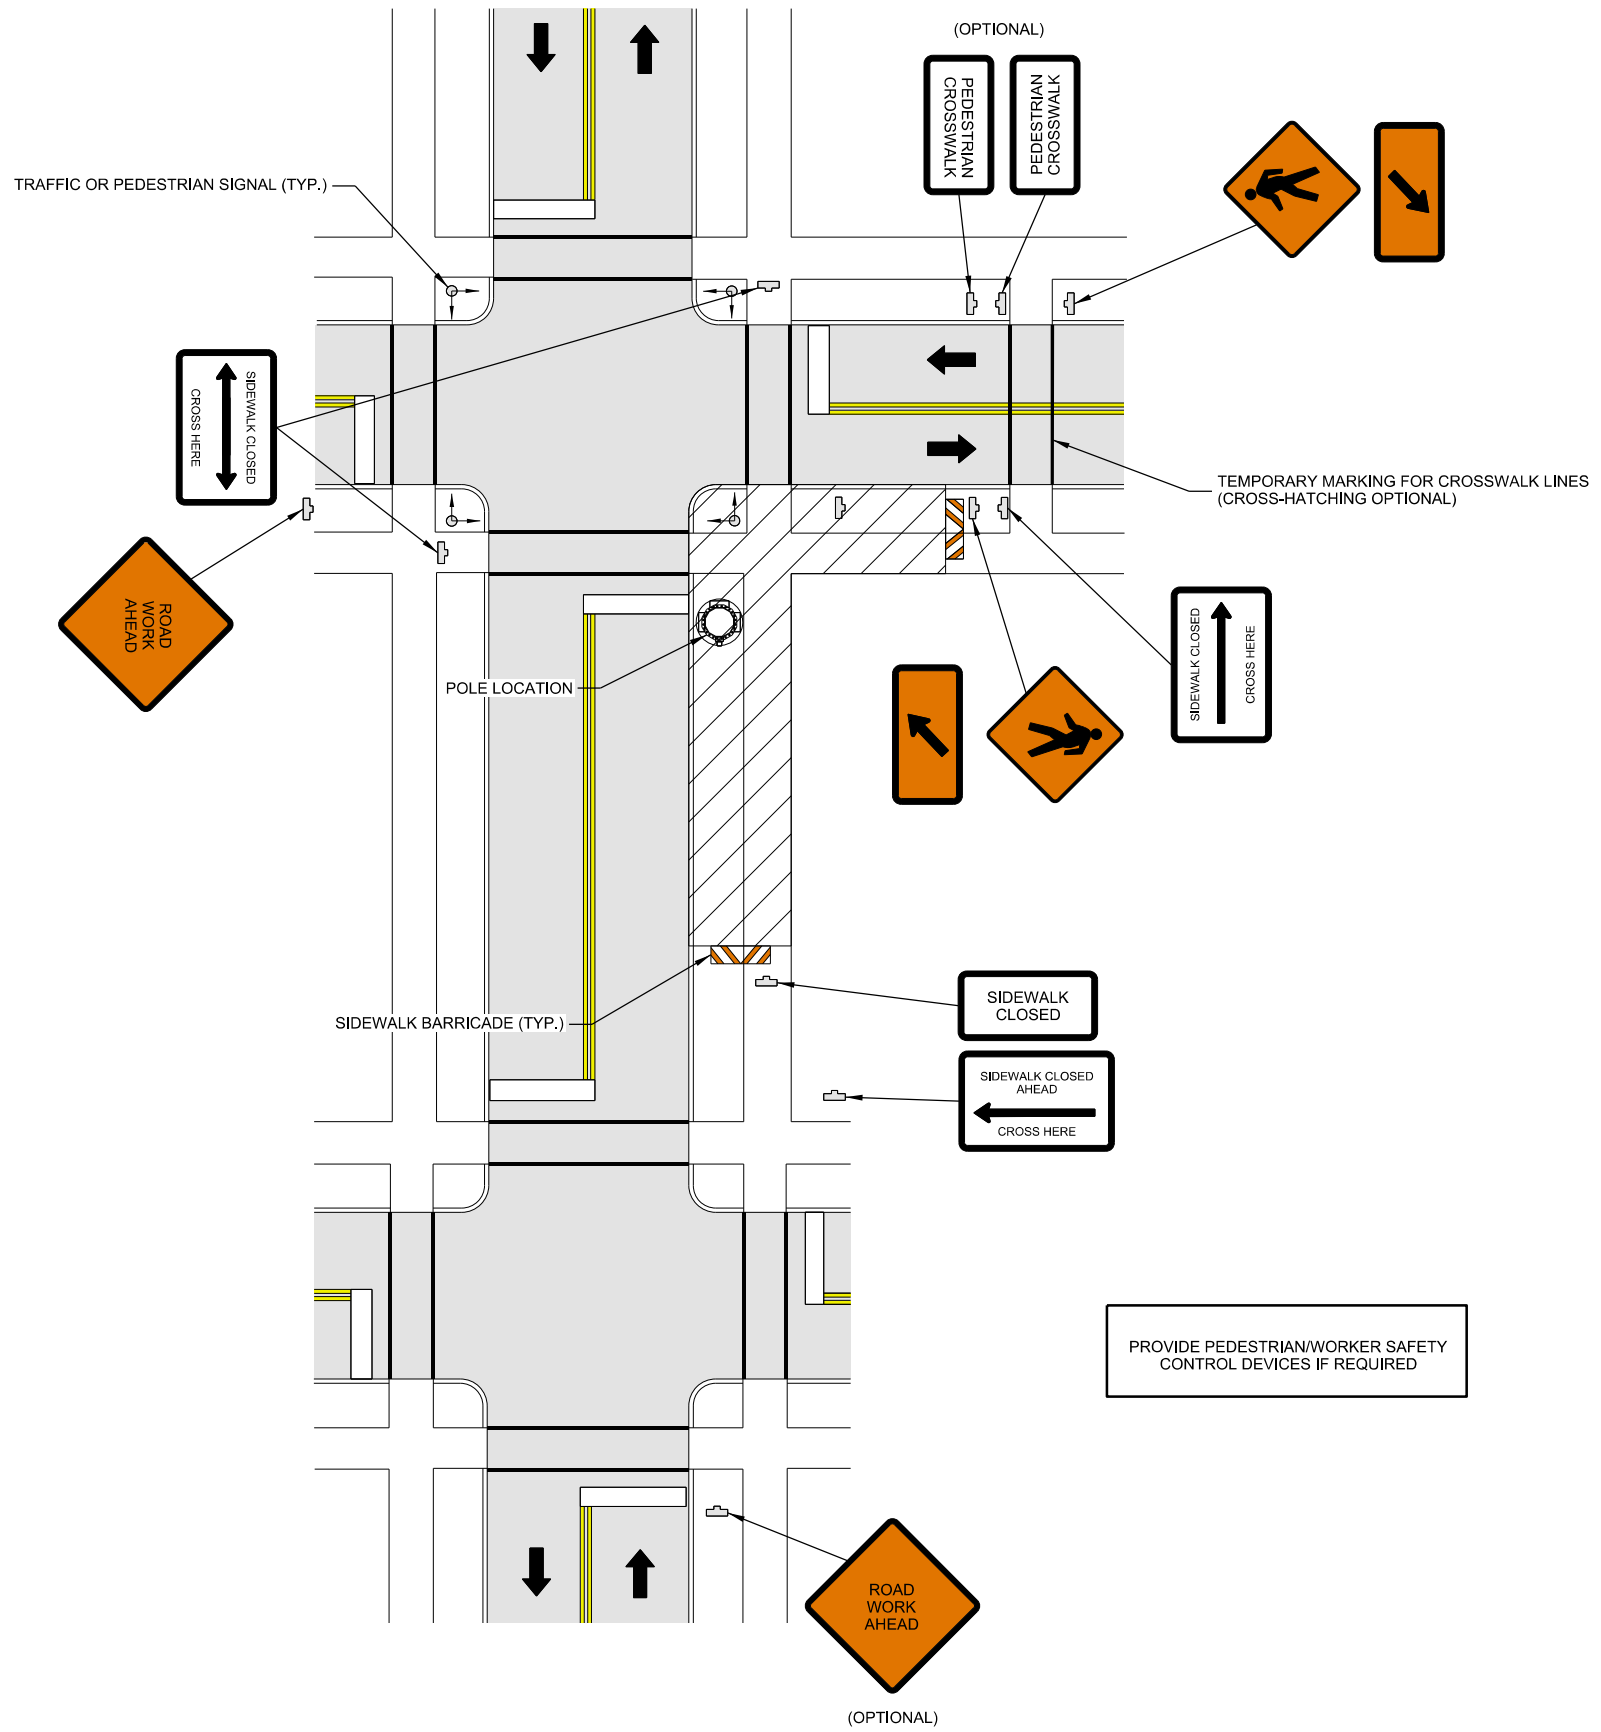 (OPTIONAL)
PEDESTRIAN
CROSSWALK
PEDESTRIAN
CROSSWALK
TRAFFIC OR PEDESTRIAN SIGNAL (TYP.)
SIDEWALK CLOSED
CROSS HERE
TEMPORARY MARKING FOR CROSSWALK LINES
(CROSS-HATCHING OPTIONAL)
ROAD
WORK
AHEAD
SIDEWALK CLOSED
CROSS HERE
POLE LOCATION
SIDEWALK
CLOSED
SIDEWALK BARRICADE (TYP.)
SIDEWALK CLOSED
AHEAD
CROSS HERE
PROVIDE PEDESTRIAN/WORKER SAFETY
CONTROL DEVICES IF REQUIRED
ROAD
WORK
AHEAD
(OPTIONAL)